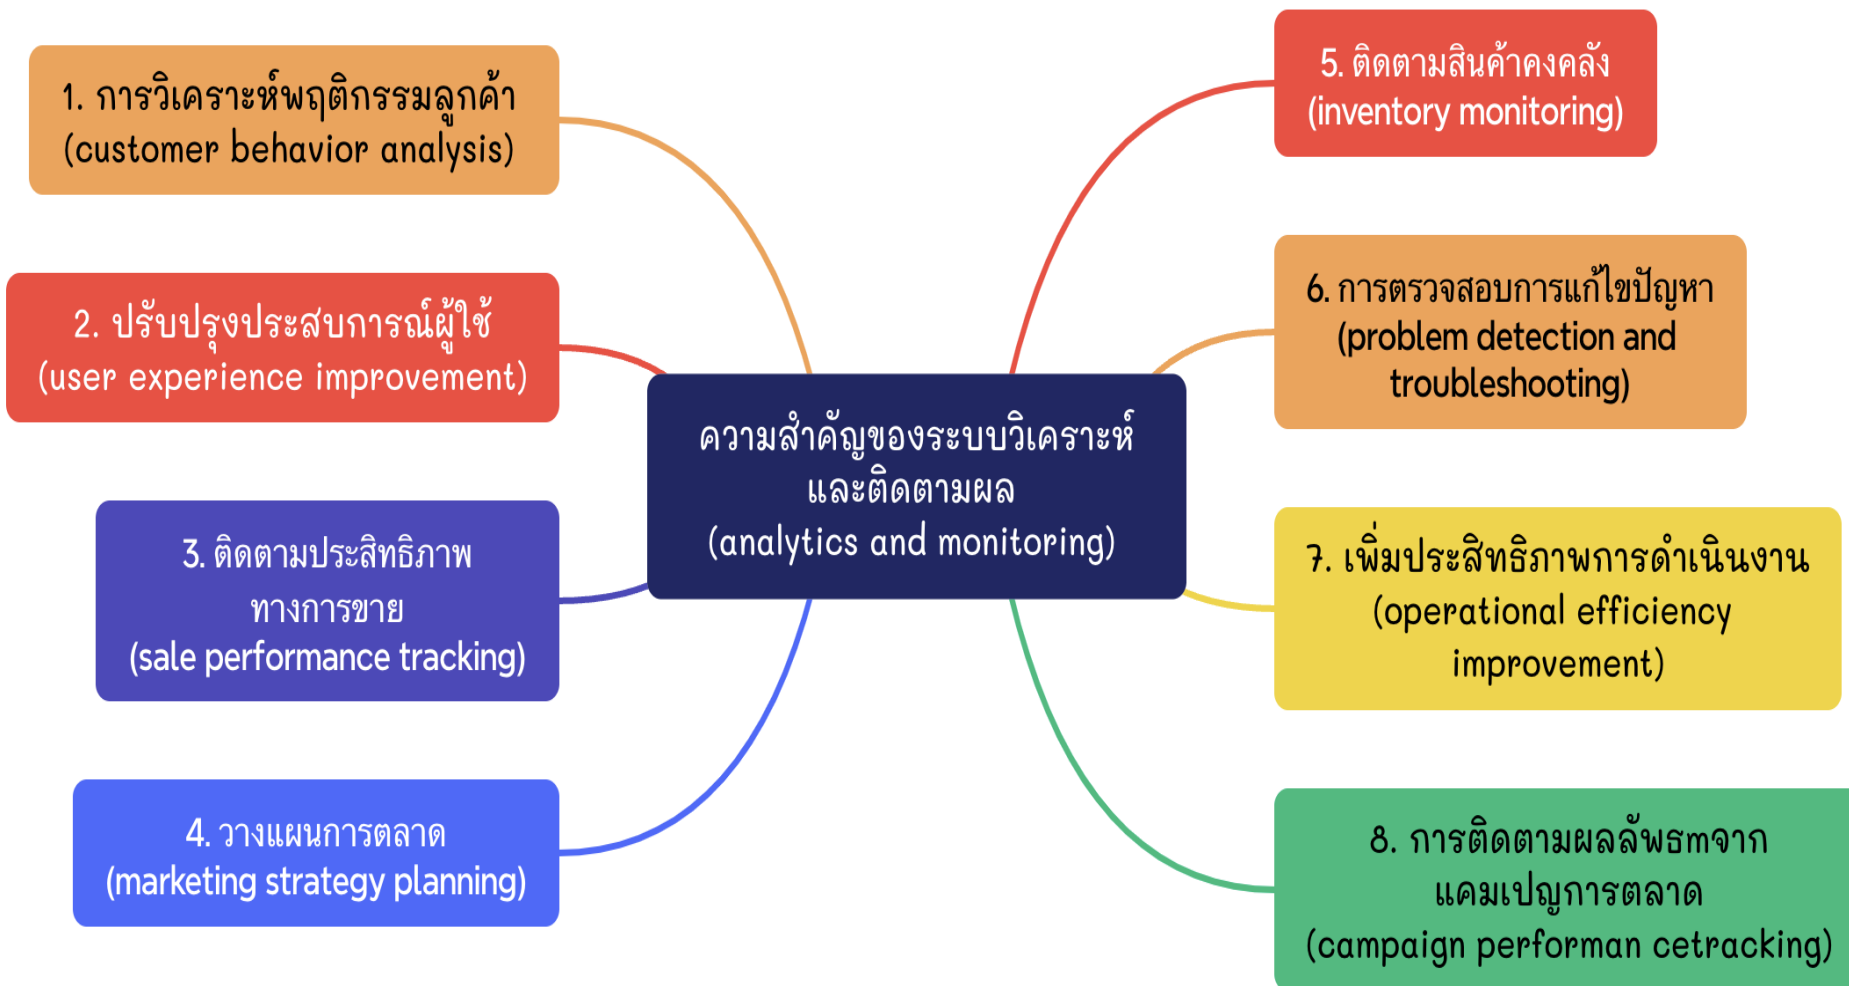 1. การวิเคราะห์พฤติกรรมลูกค้า
(customer behavior analysis)
2. ปรับปรุงประสบการณ์ผู้ใช้
(user experience improvement)
3. ติดตามประสิทธิภาพ
ทางการขาย
(sale performance tracking)
4. วางแผนการตลาด
(marketing strategy planning)
ความสำคัญของระบบวิเคราะห์
และติดตามผล
(analytics and monitoring)
5. ติดตามสินค้าคงคลัง
(inventory monitoring)
6. การตรวจสอบการแก้ไขปัญหา
(problem detection and
troubleshooting)
7. เพิ่มประสิทธิภาพการดำเนินงาน
(operational efficiency
improvement)
8. การติดตามผลลัพธmจาก
แคมเปญการตลาด
(campaign performan cetracking)